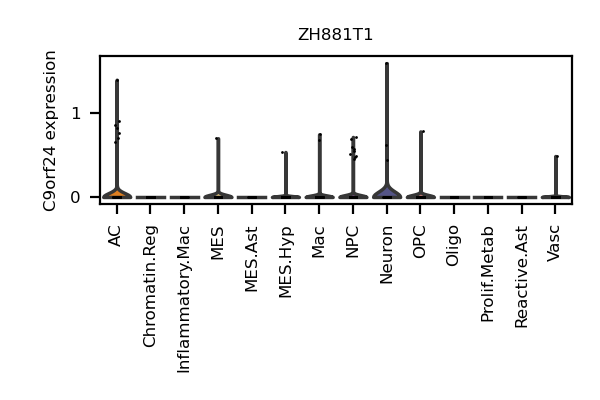 ZH881T1
C9orf24 expression
1
0
AC
Chromatin.Reg
Inflammatory.Mac
MES
MES.Ast
MES.Hyp
Mac
NPC
Neuron
OPC
Oligo
Prolif.Metab
Reactive.Ast
Vasc